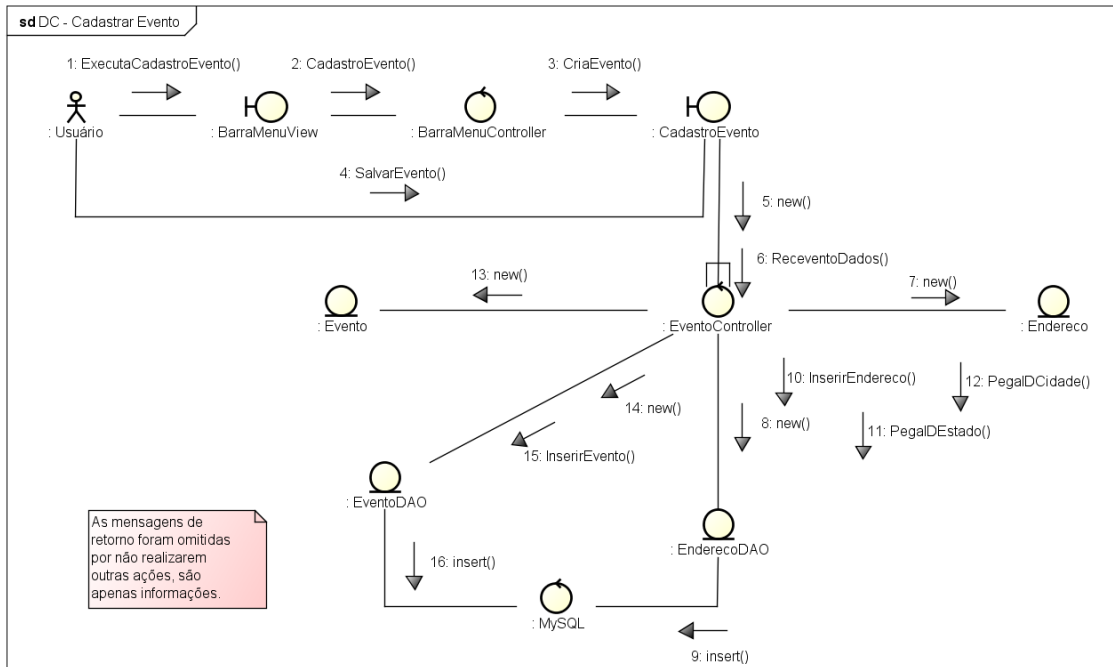 sd DC - Cadastrar Evento
1: ExecutaCadastroEvento()
2: CadastroEvento()
3: CriaEvento()
: Usuário
: BarraMenuView
: BarraMenuController
: CadastroEvento
4: SalvarEvento()
5: new()
6: ReceventoDados()
13: new()
7: new()
: Evento
: EventoController
: Endereco
10: InserirEndereco()
12: PegaIDCidade()
14: new()
8: new()
11: PegaIDEstado()
15: InserirEvento()
: EventoDAO
As mensagens de
retorno foram omitidas
por não realizarem
outras ações, são
apenas informações.
: EnderecoDAO
16: insert()
: MySQL
9: insert()